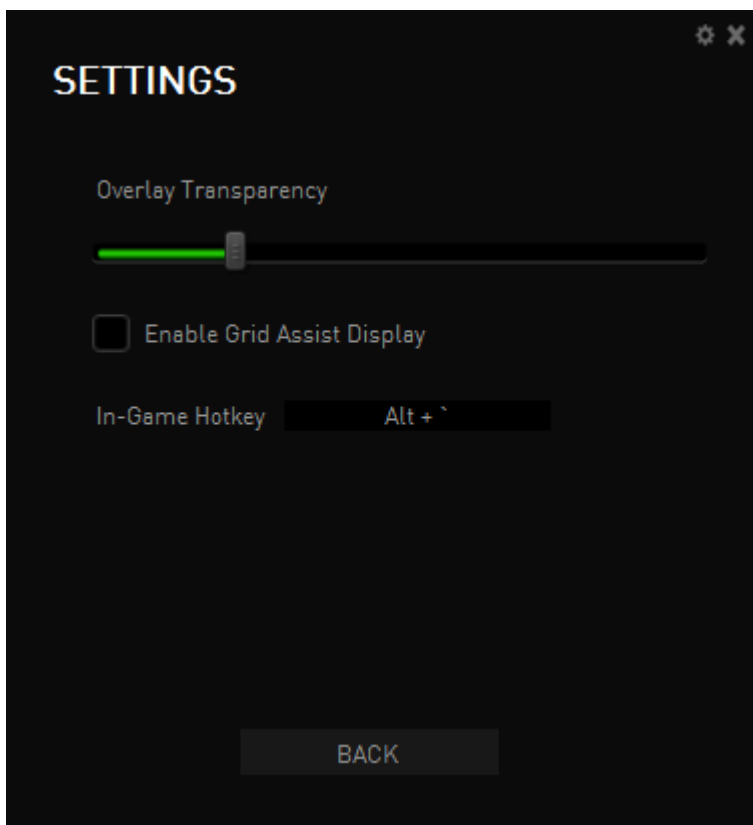 SETTINGS
Overlay Transparency
Enable Grid Assist Display
In-Game Hotkey Alt + `
BACK